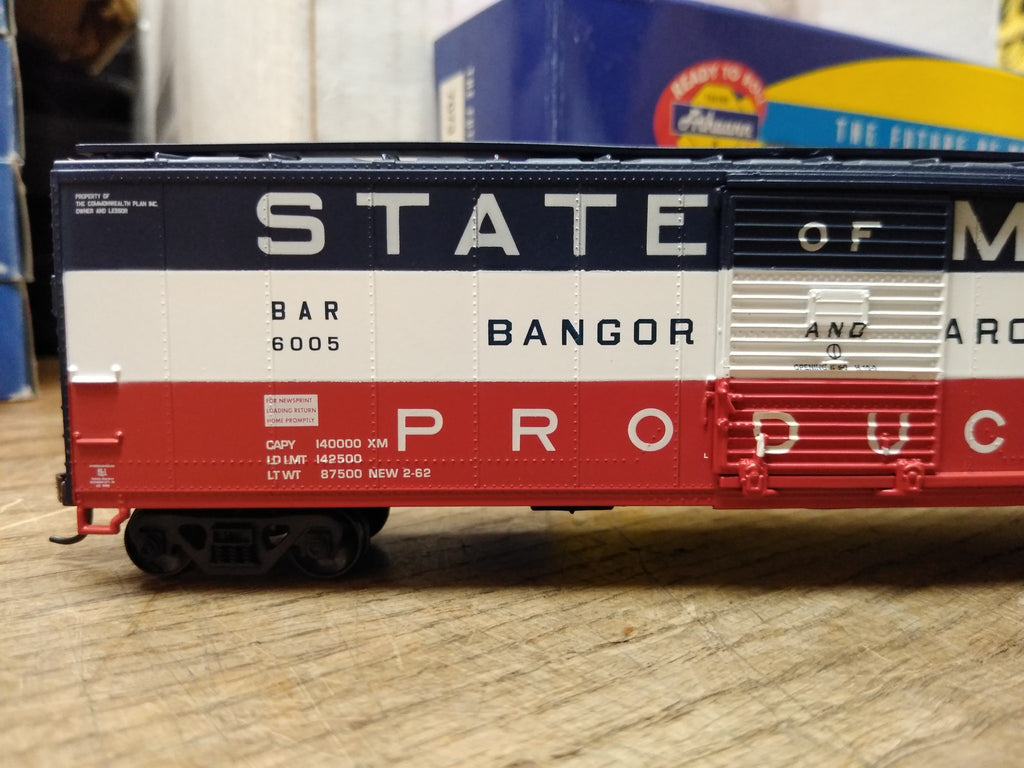 READY TO ROLL
Athearn
THE FUTURE OF
PROPERTY OF
THE COMMONWEALTH PLAN INC.
OWNER AND LESSOR
STATE OF M
BAR
6005
BANGOR AND ARO
FOR NEWSPRINT
LOADING RETURN
HOME PROMPTLY
PRODUC
CAPY 140000 XM
LD LMT 142500
LT WT 87500 NEW 2-62